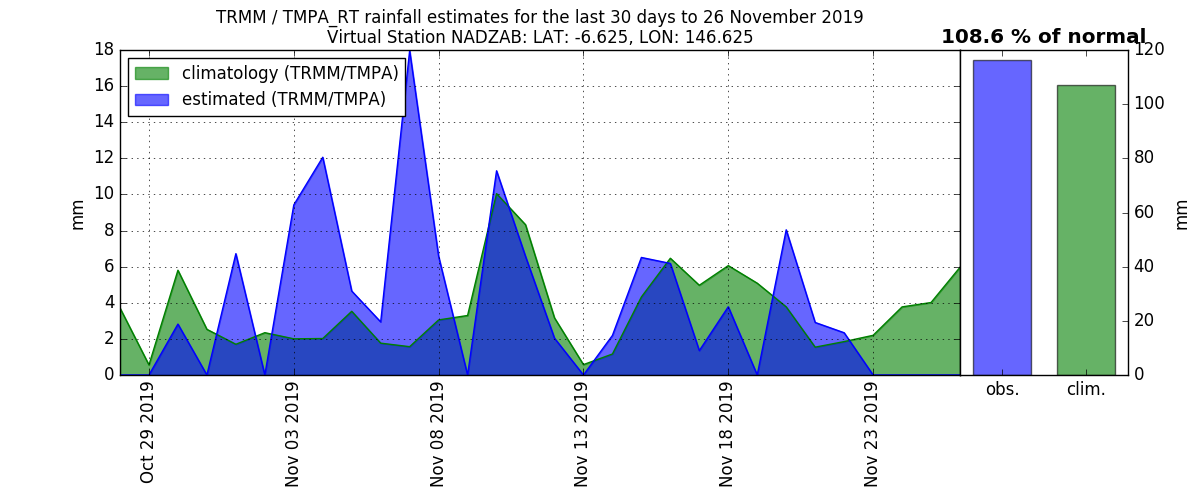 TRMM / TMPA_RT rainfall estimates for the last 30 days to 26 November 2019
Virtual Station NADZAB: LAT: -6.625, LON: 146.625
108.6 % of normal
climatology (TRMM/TMPA)
estimated (TRMM/TMPA)
18
16
14
12
10
8
6
4
2
0
mm
Oct 29 2019
Nov 03 2019
Nov 08 2019
Nov 13 2019
Nov 18 2019
Nov 23 2019
120
100
80
60
40
20
0
mm
obs.
clim.